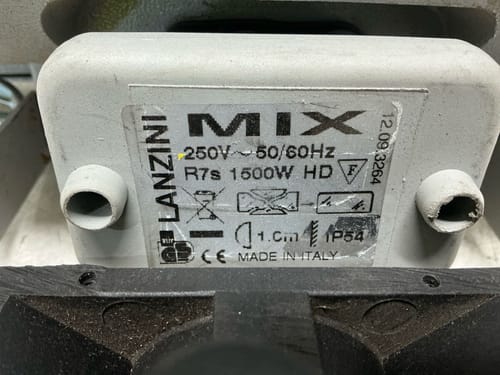 MIX
250V ~ 50/60Hz
R7s 1500W HD F
1.0m IP54
CE MADE IN ITALY
LANZINI
12.09.3264